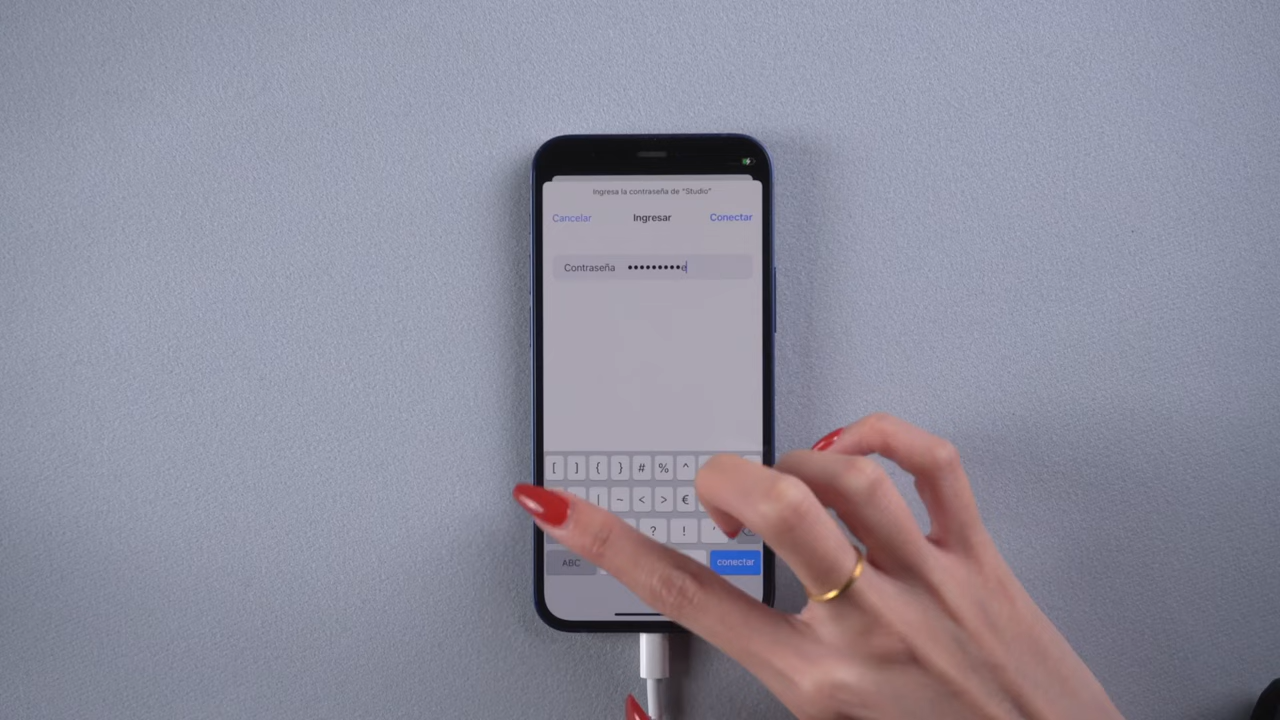 Ingresa la contraseña de "Studio"
Cancelar Ingresar Conectar
Contraseña •••••••••o
[ ] { } # % ^
| ~ < > €
? ! '
ABC conectar